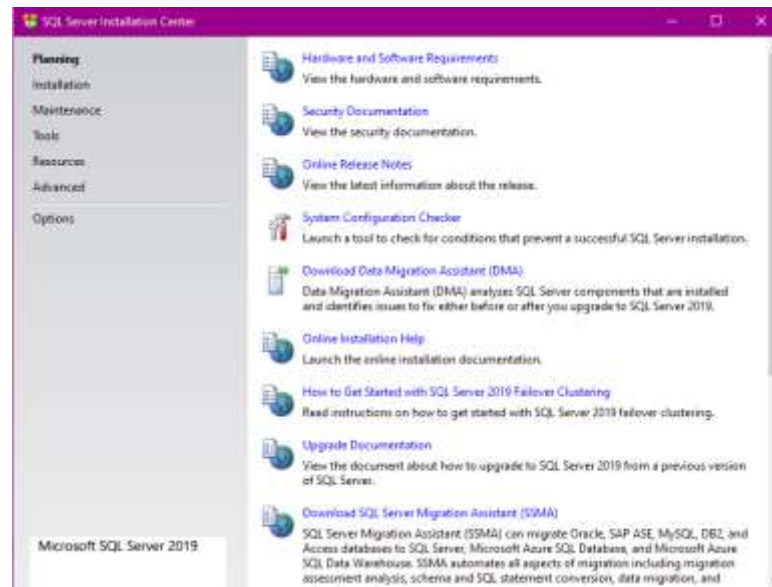 SQL Server Installation Center
Planning
Installation
Maintenance
Tools
Resources
Advanced
Options
Microsoft SQL Server 2019
Hardware and Software Requirements
View the hardware and software requirements.
Security Documentation
View the security documentation.
Online Release Notes
View the latest information about the release.
System Configuration Checker
Launch a tool to check for conditions that prevent a successful SQL Server installation.
Download Data Migration Assistant (DMA)
Data Migration Assistant (DMA) analyzes SQL Server components that are installed
and identifies issues to fix either before or after you upgrade to SQL Server 2019.
Online Installation Help
Launch the online installation documentation.
How to Get Started with SQL Server 2019 Failover Clustering
Read instructions on how to get started with SQL Server 2019 failover clustering.
Upgrade Documentation
View the document about how to upgrade to SQL Server 2019 from a previous version
of SQL Server.
Download SQL Server Migration Assistant (SSMA)
SQL Server Migration Assistant (SSMA) can migrate Oracle, SAP ASE, MySQL, DB2, and
Access databases to SQL Server, Microsoft Azure SQL Database, and Microsoft Azure
SQL Data Warehouse. SSMA automates all aspects of migration including migration
assessment analysis, schema and SQL statement conversion, data migration, and